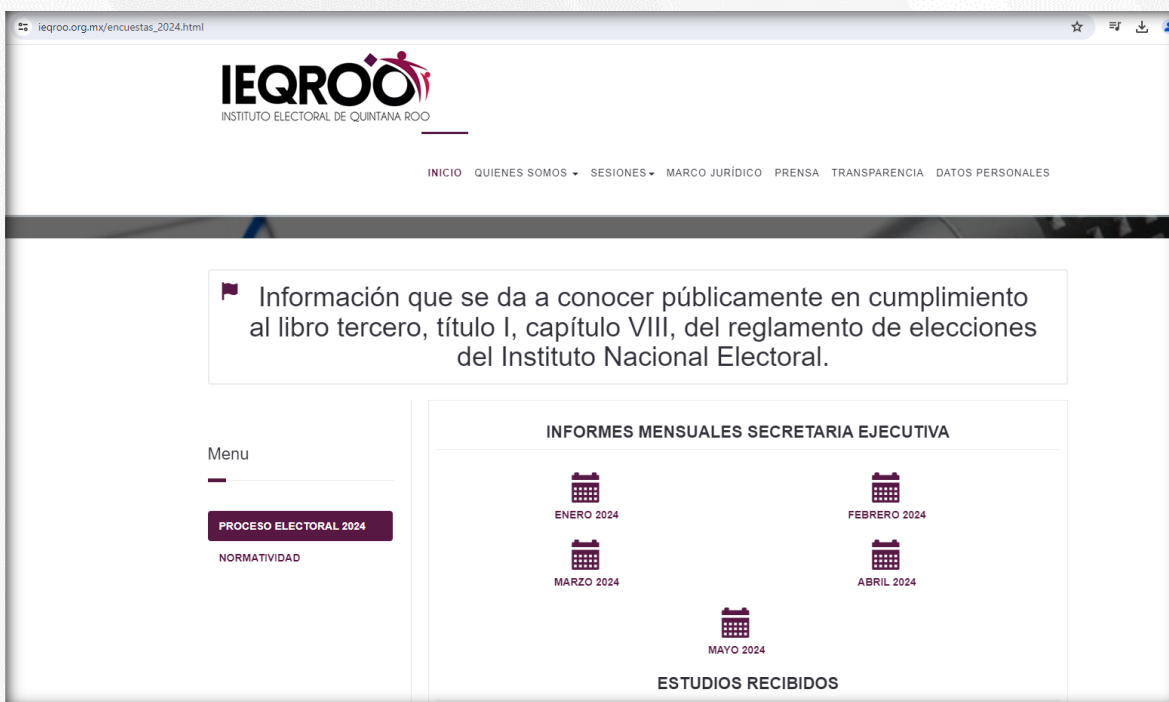 ieqroo.org.mx/encuestas_2024.html
IEQROO
INSTITUTO ELECTORAL DE QUINTANA ROO
INICIO QUIENES SOMOS SESIONES MARCO JURÍDICO PRENSA TRANSPARENCIA DATOS PERSONALES
Información que se da a conocer públicamente en cumplimiento
al libro tercero, título I, capítulo VIII, del reglamento de elecciones
del Instituto Nacional Electoral.
Menu
PROCESO ELECTORAL 2024
NORMATIVIDAD
INFORMES MENSUALES SECRETARIA EJECUTIVA
ENERO 2024
FEBRERO 2024
MARZO 2024
ABRIL 2024
MAYO 2024
ESTUDIOS RECIBIDOS